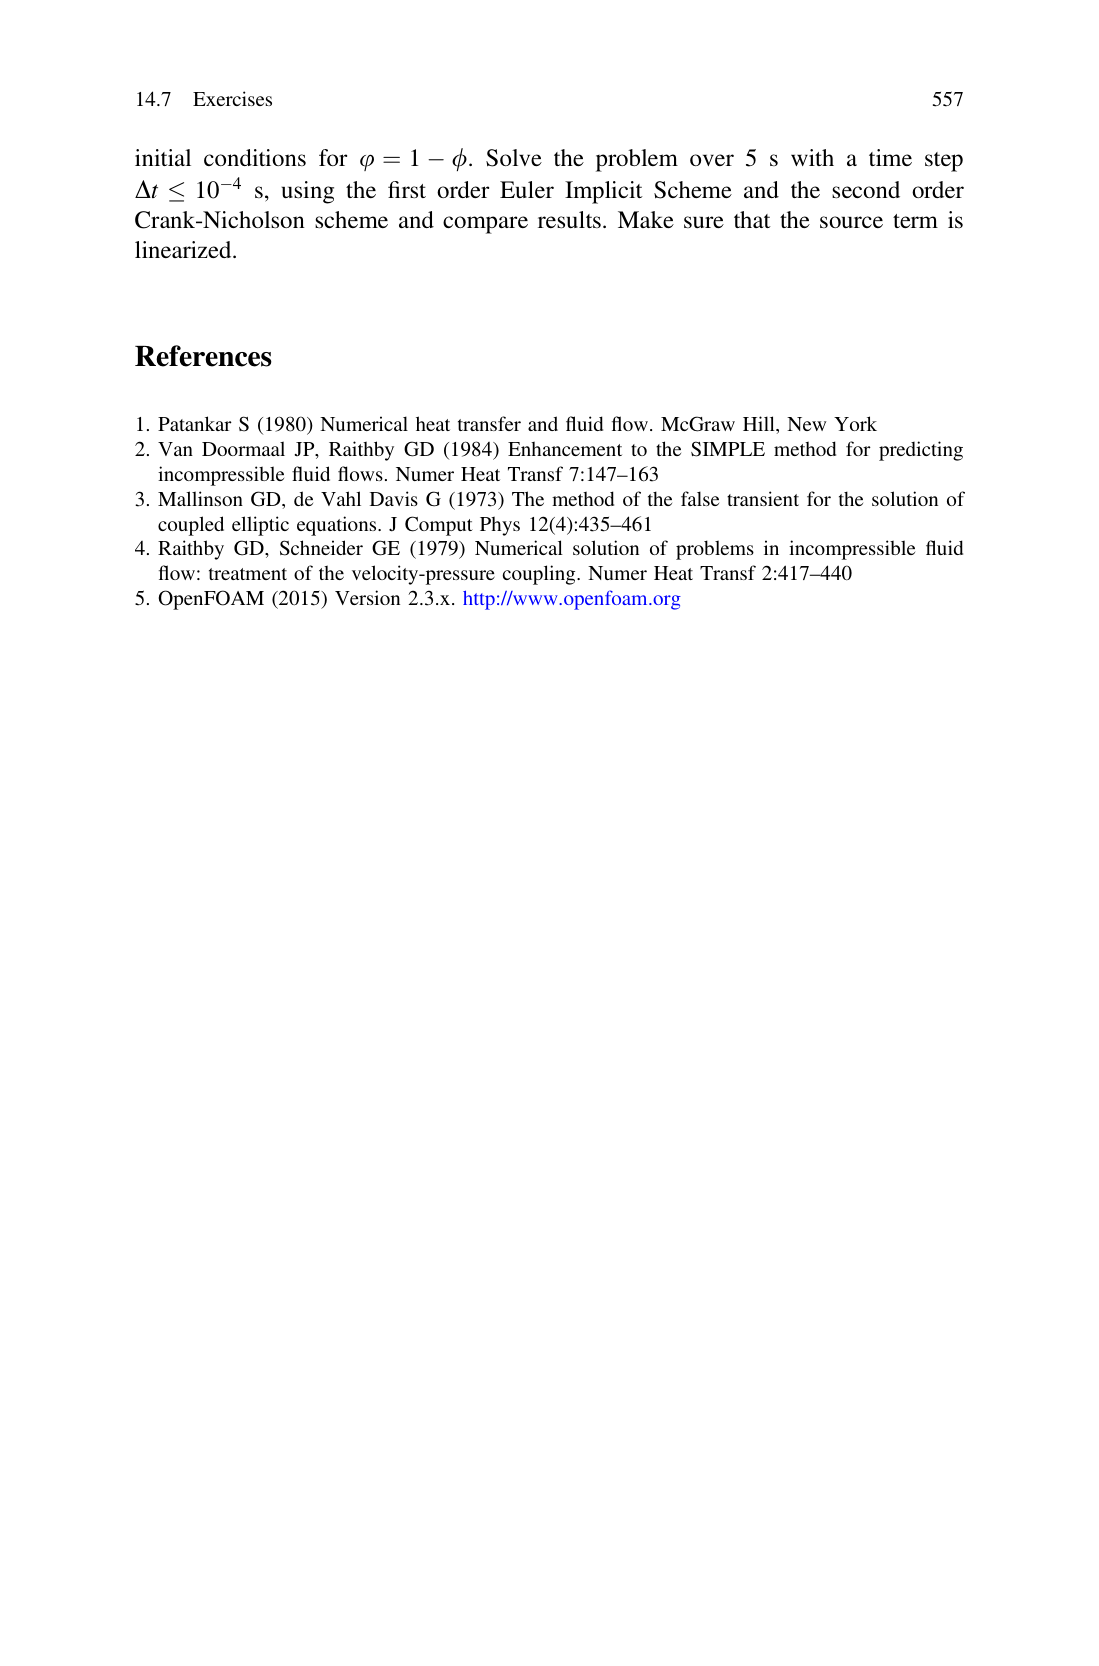 14.7 Exercises 557
initial conditions for φ = 1 − ϕ. Solve the problem over 5 s with a time step
Δt ≤ 10⁻⁴ s, using the first order Euler Implicit Scheme and the second order
Crank-Nicholson scheme and compare results. Make sure that the source term is
linearized.
References
1. Patankar S (1980) Numerical heat transfer and fluid flow. McGraw Hill, New York
2. Van Doormaal JP, Raithby GD (1984) Enhancement to the SIMPLE method for predicting
incompressible fluid flows. Numer Heat Transf 7:147–163
3. Mallinson GD, de Vahl Davis G (1973) The method of the false transient for the solution of
coupled elliptic equations. J Comput Phys 12(4):435–461
4. Raithby GD, Schneider GE (1979) Numerical solution of problems in incompressible fluid
flow: treatment of the velocity-pressure coupling. Numer Heat Transf 2:417–440
5. OpenFOAM (2015) Version 2.3.x. http://www.openfoam.org